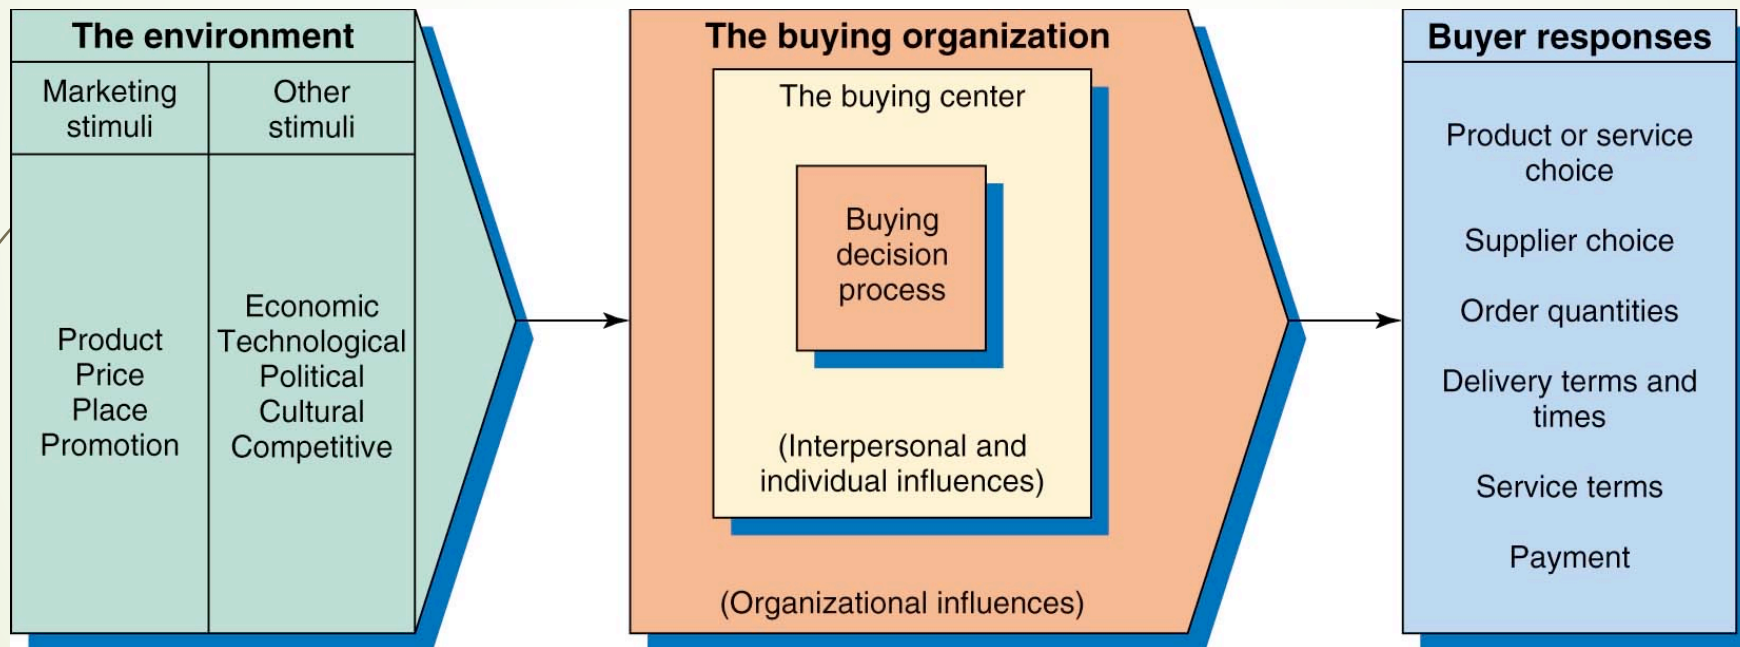 The environment
Marketing
stimuli
Other
stimuli
Product
Price
Place
Promotion
Economic
Technological
Political
Cultural
Competitive
The buying organization
The buying center
Buying
decision
process
(Interpersonal and
individual influences)
(Organizational influences)
Buyer responses
Product or service
choice
Supplier choice
Order quantities
Delivery terms and
times
Service terms
Payment